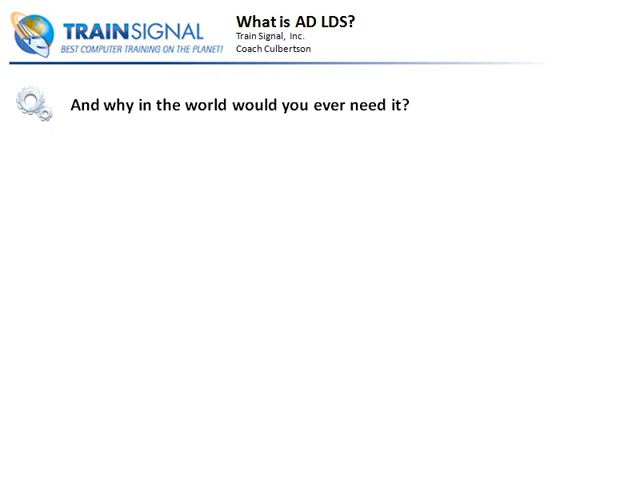 TRAINSIGNAL
BEST COMPUTER TRAINING ON THE PLANET!
What is AD LDS?
Train Signal, Inc.
Coach Culbertson
And why in the world would you ever need it?